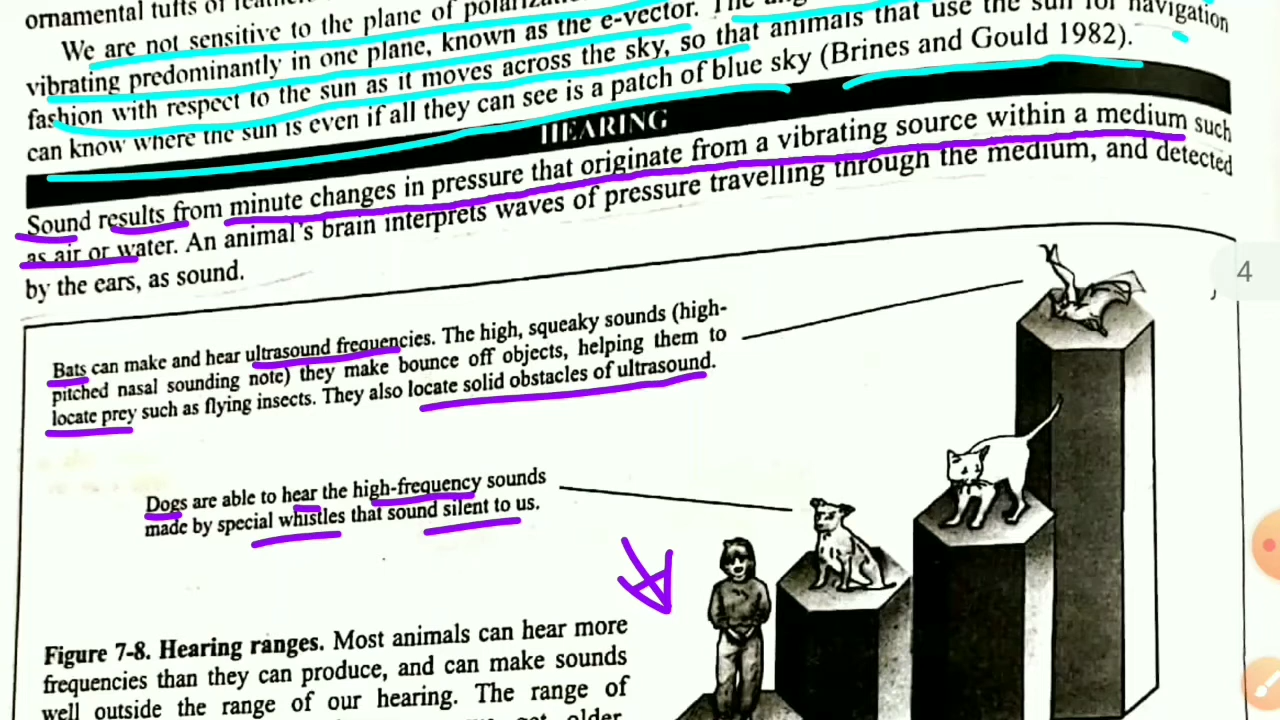 ornamental tufts of
We are not sensitive to the plane of
vibrating predominantly in one plane, known as the e-vector. The
fashion with respect to the sun as it moves across the sky, so that animals that use the sun for navigation
can know where the sun is even if all they can see is a patch of blue sky (Brines and Gould 1982).
HEARING
Sound results from minute changes in pressure that originate from a vibrating source within a medium such
as air or water. An animal's brain interprets waves of pressure travelling through the medium, and detected
by the ears, as sound.
4
Bats can make and hear ultrasound frequencies. The high, squeaky sounds (high-
pitched nasal sounding note) they make bounce off objects, helping them to
locate prey such as flying insects. They also locate solid obstacles of ultrasound.
Dogs are able to hear the high-frequency sounds
made by special whistles that sound silent to us.
Figure 7-8. Hearing ranges. Most animals can hear more
frequencies than they can produce, and can make sounds
well outside the range of our hearing. The range of